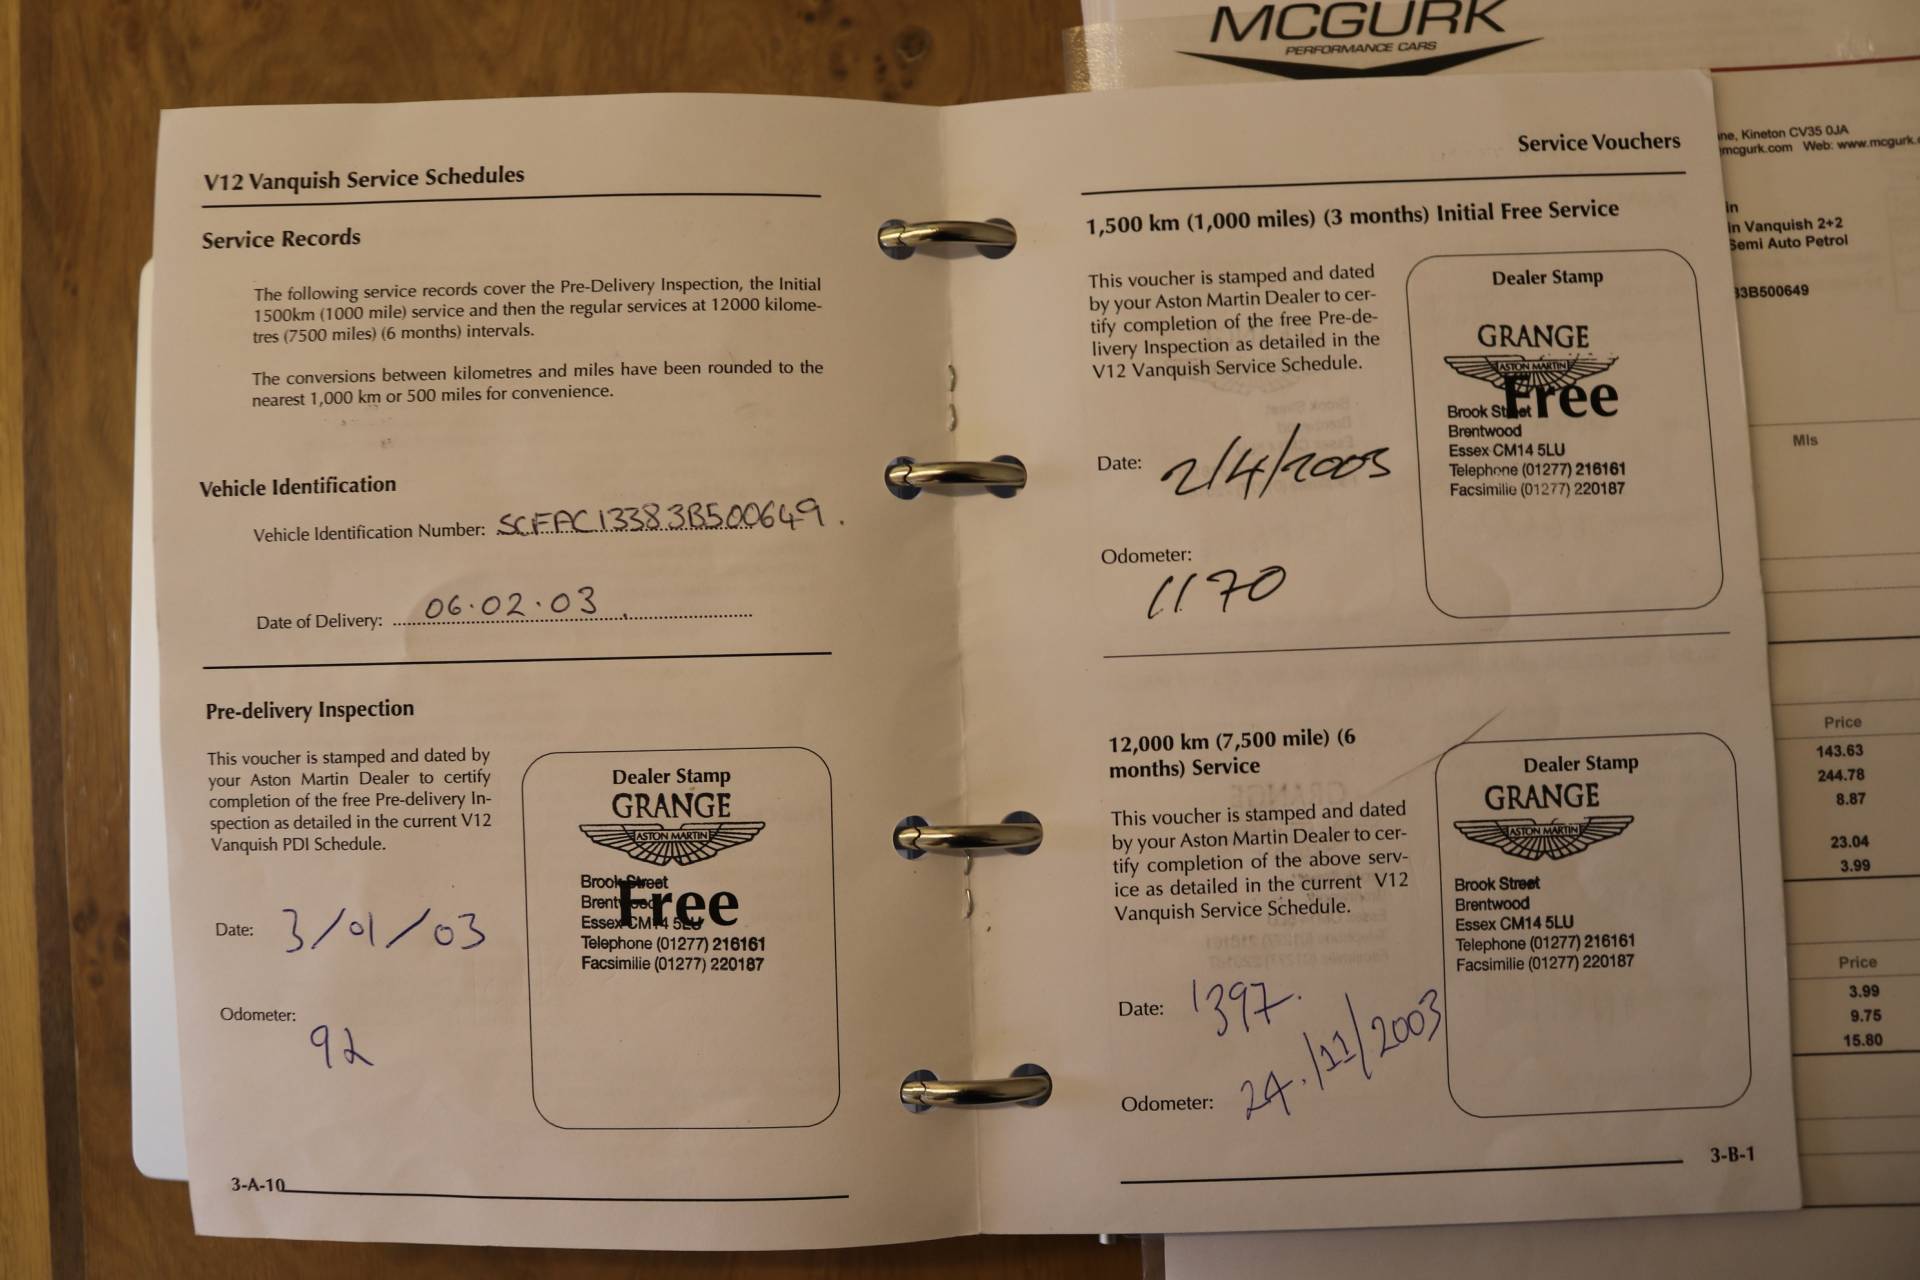 V12 Vanquish Service Schedules
Service Records
The following service records cover the Pre-Delivery Inspection, the Initial
1500km (1000 mile) service and then the regular services at 12000 kilome-
tres (7500 miles) (6 months) intervals.
The conversions between kilometres and miles have been rounded to the
nearest 1,000 km or 500 miles for convenience.
Vehicle Identification
Vehicle Identification Number: SCFAC13383B500649.
Date of Delivery: 06.02.03
Pre-delivery Inspection
This voucher is stamped and dated by
your Aston Martin Dealer to certify
completion of the free Pre-delivery In-
spection as detailed in the current V12
Vanquish PDI Schedule.
Date: 3/01/03
Odometer:
92
Dealer Stamp
GRANGE
ASTON MARTIN
Brook Street
Brentwood
Free
Essex CM14 5LU
Telephone (01277) 216161
Facsimilie (01277) 220187
3-A-10
Service Vouchers
1,500 km (1,000 miles) (3 months) Initial Free Service
This voucher is stamped and dated
by your Aston Martin Dealer to cer-
tify completion of the free Pre-de-
livery Inspection as detailed in the
V12 Vanquish Service Schedule.
Date: 2/4/2003
Odometer:
1170
Dealer Stamp
GRANGE
ASTON MARTIN
Free
Brook Street
Brentwood
Essex CM14 5LU
Telephone (01277) 216161
Facsimilie (01277) 220187
12,000 km (7,500 mile) (6
months) Service
This voucher is stamped and dated
by your Aston Martin Dealer to cer-
tify completion of the above serv-
ice as detailed in the current V12
Vanquish Service Schedule.
Date: 1397.
Odometer: 24./11/2003
Dealer Stamp
GRANGE
ASTON MARTIN
Brook Street
Brentwood
Essex CM14 5LU
Telephone (01277) 216161
Facsimilie (01277) 220187
3-B-1
MCGURK
PERFORMANCE CARS
Kineton CV35 0JA
mcgurk.com Web: www.mcgurk.
Vanquish 2+2
Semi Auto Petrol
33B500649
Mls
Price
143.63
244.78
8.87
23.04
3.99
Price
3.99
9.75
15.80